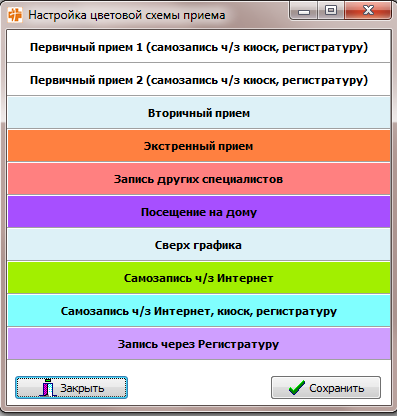 Настройка цветовой схемы приема
Первичный прием 1 (самозапись ч/з киоск, регистратуру)
Первичный прием 2 (самозапись ч/з киоск, регистратуру)
Вторичный прием
Экстренный прием
Запись других специалистов
Посещение на дому
Сверх графика
Самозапись ч/з Интернет
Самозапись ч/з Интернет, киоск, регистратуру
Запись через Регистратуру
Закрыть
Сохранить